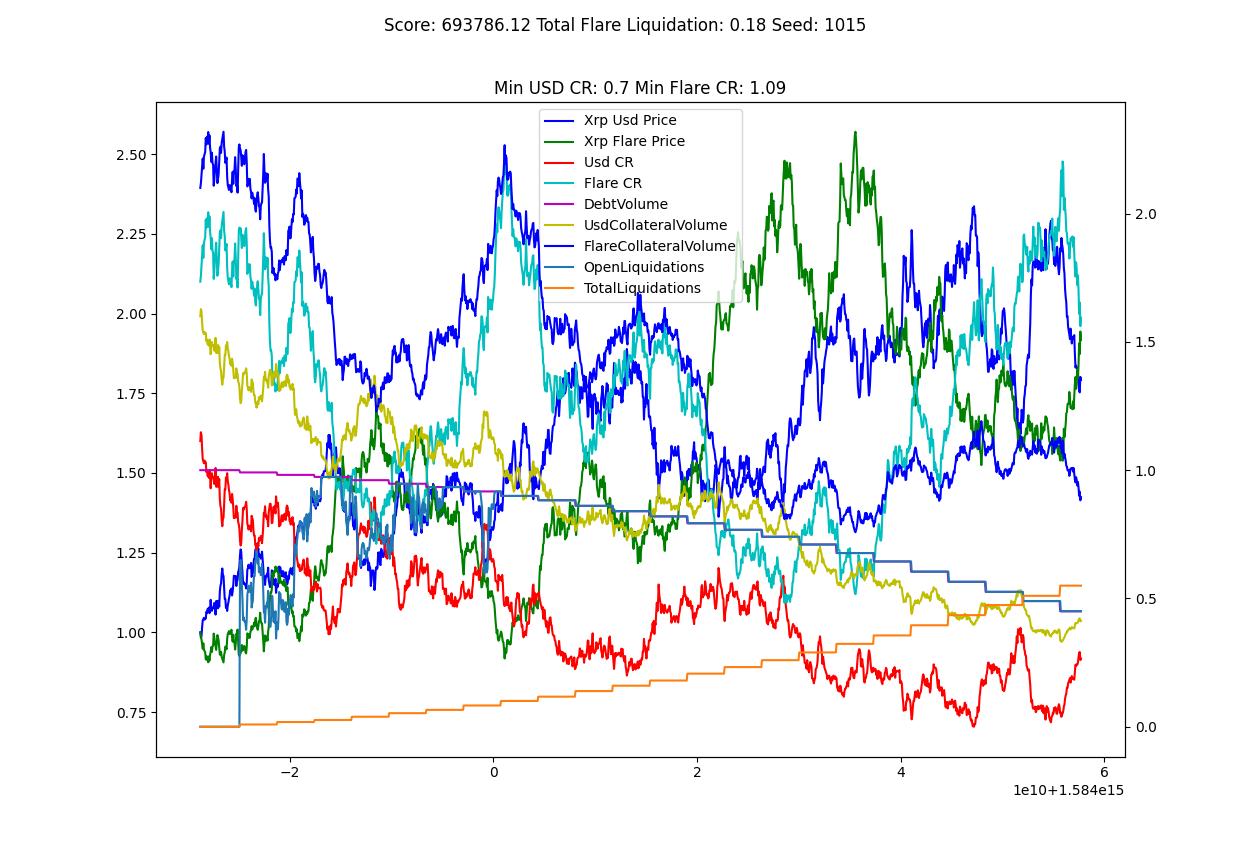 Score: 693786.12 Total Flare Liquidation: 0.18 Seed: 1015
Min USD CR: 0.7 Min Flare CR: 1.09
Xrp Usd Price
Xrp Flare Price
Usd CR
Flare CR
DebtVolume
UsdCollateralVolume
FlareCollateralVolume
OpenLiquidations
TotalLiquidations
2.50
2.25
2.00
1.75
1.50
1.25
1.00
0.75
2.0
1.5
1.0
0.5
0.0
−2 0 2 4 6
1e10+1.584e15